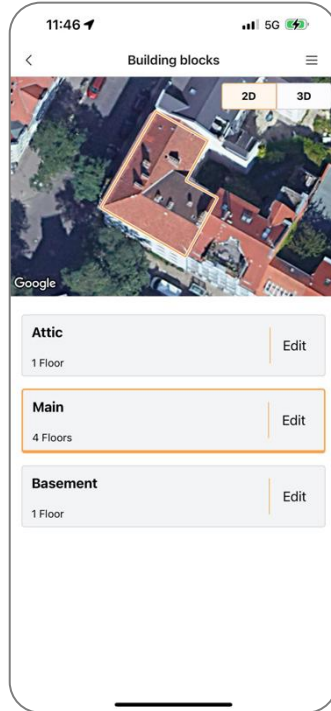 11:46
5G
Building blocks
2D 3D
Google
Attic
1 Floor
Edit
Main
4 Floors
Edit
Basement
1 Floor
Edit